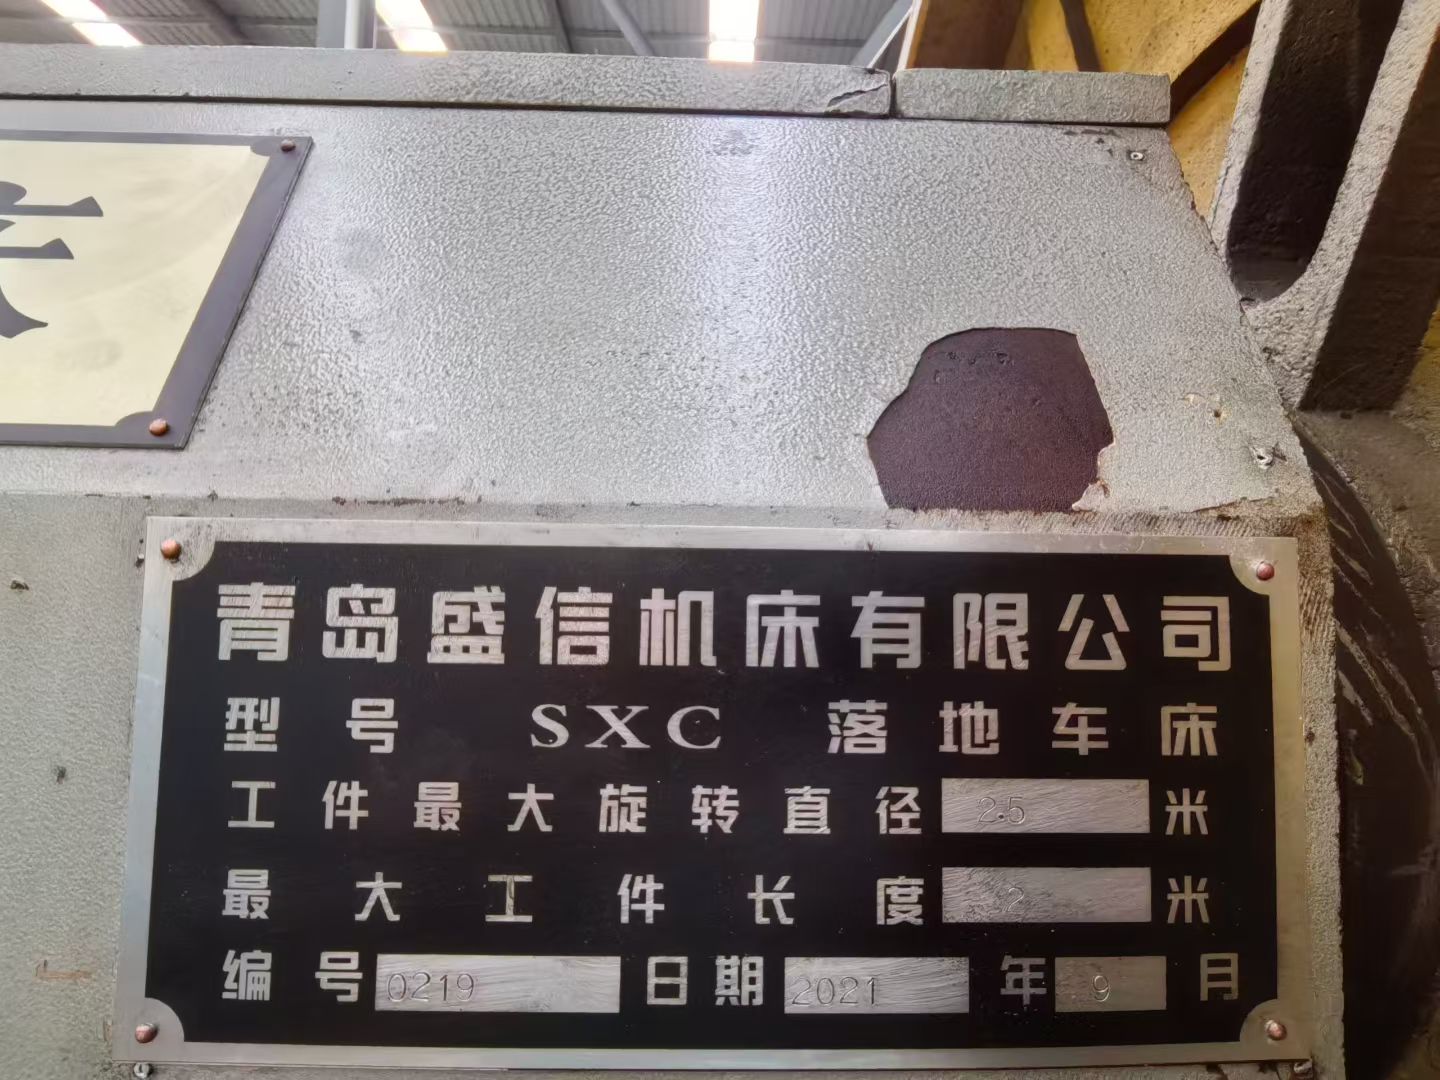 青岛盛信机床有限公司
型号 SXC 落地车床
工件最大旋转直径 2.5 米
最大工件长度 2 米
编号 0219 日期 2021 年 9 月